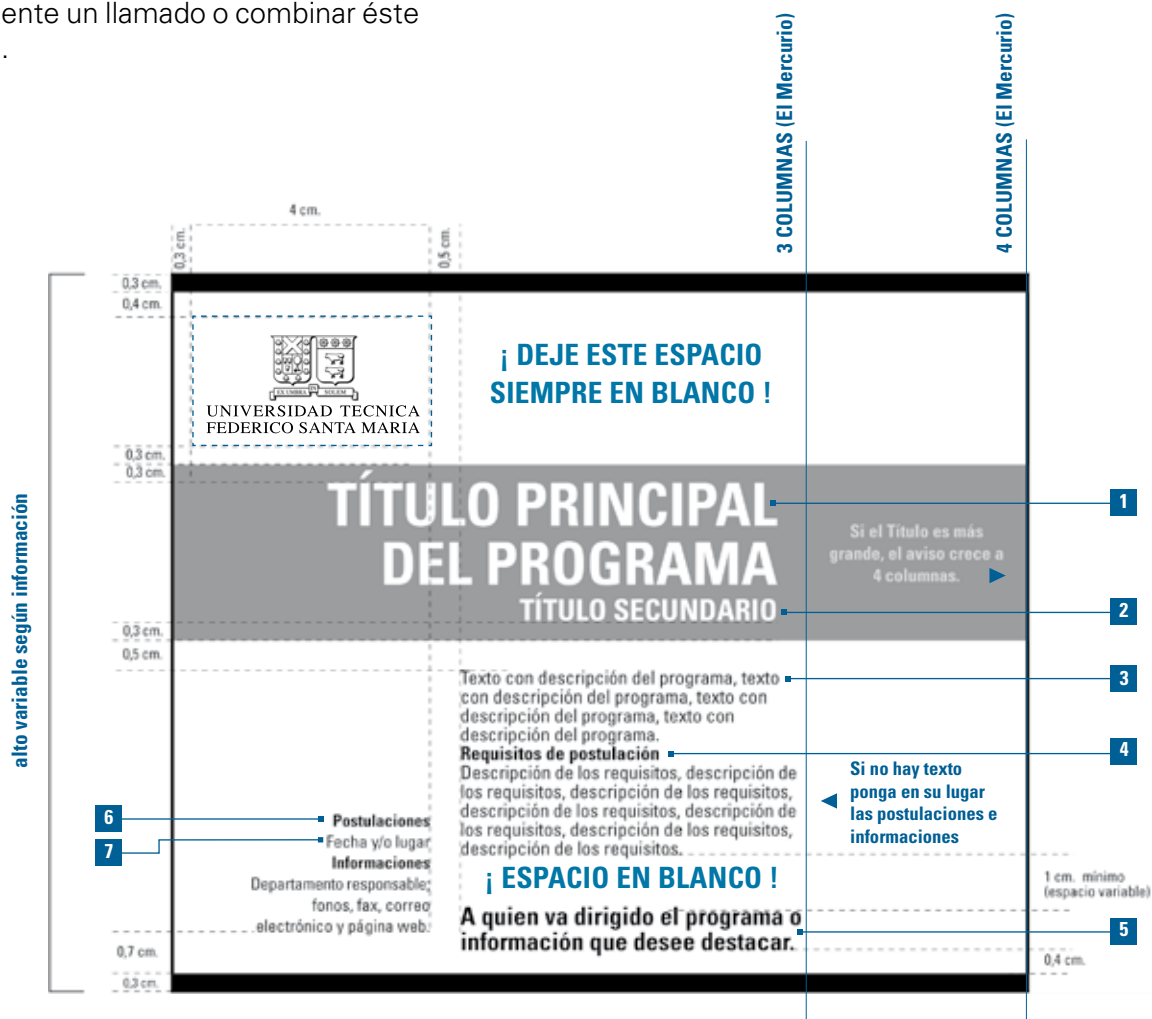 ente un llamado o combinar éste
.
3 COLUMNAS (El Mercurio)
4 COLUMNAS (El Mercurio)
4 cm.
0,3 cm.
0,5 cm.
0,3 cm.
0,4 cm.
EX UMBRA IN SOLEM
UNIVERSIDAD TECNICA
FEDERICO SANTA MARIA
¡ DEJE ESTE ESPACIO
SIEMPRE EN BLANCO !
0,3 cm.
0,3 cm.
TÍTULO PRINCIPAL
DEL PROGRAMA
TÍTULO SECUNDARIO
1
Si el Título es más
grande, el aviso crece a
4 columnas.
2
0,3 cm.
0,5 cm.
alto variable según información
Texto con descripción del programa, texto
con descripción del programa, texto con
descripción del programa, texto con
descripción del programa.
3
Requisitos de postulación
4
Descripción de los requisitos, descripción de
los requisitos, descripción de los requisitos,
descripción de los requisitos, descripción de
los requisitos, descripción de los requisitos,
descripción de los requisitos.
Si no hay texto
ponga en su lugar
las postulaciones e
informaciones
6
Postulaciones
7
Fecha y/o lugar
Informaciones
Departamento responsable;
fonos, fax, correo
electrónico y página web.
¡ ESPACIO EN BLANCO !
1 cm. mínimo
(espacio variable)
A quien va dirigido el programa o
información que desee destacar.
5
0,7 cm.
0,4 cm.
0,3 cm.